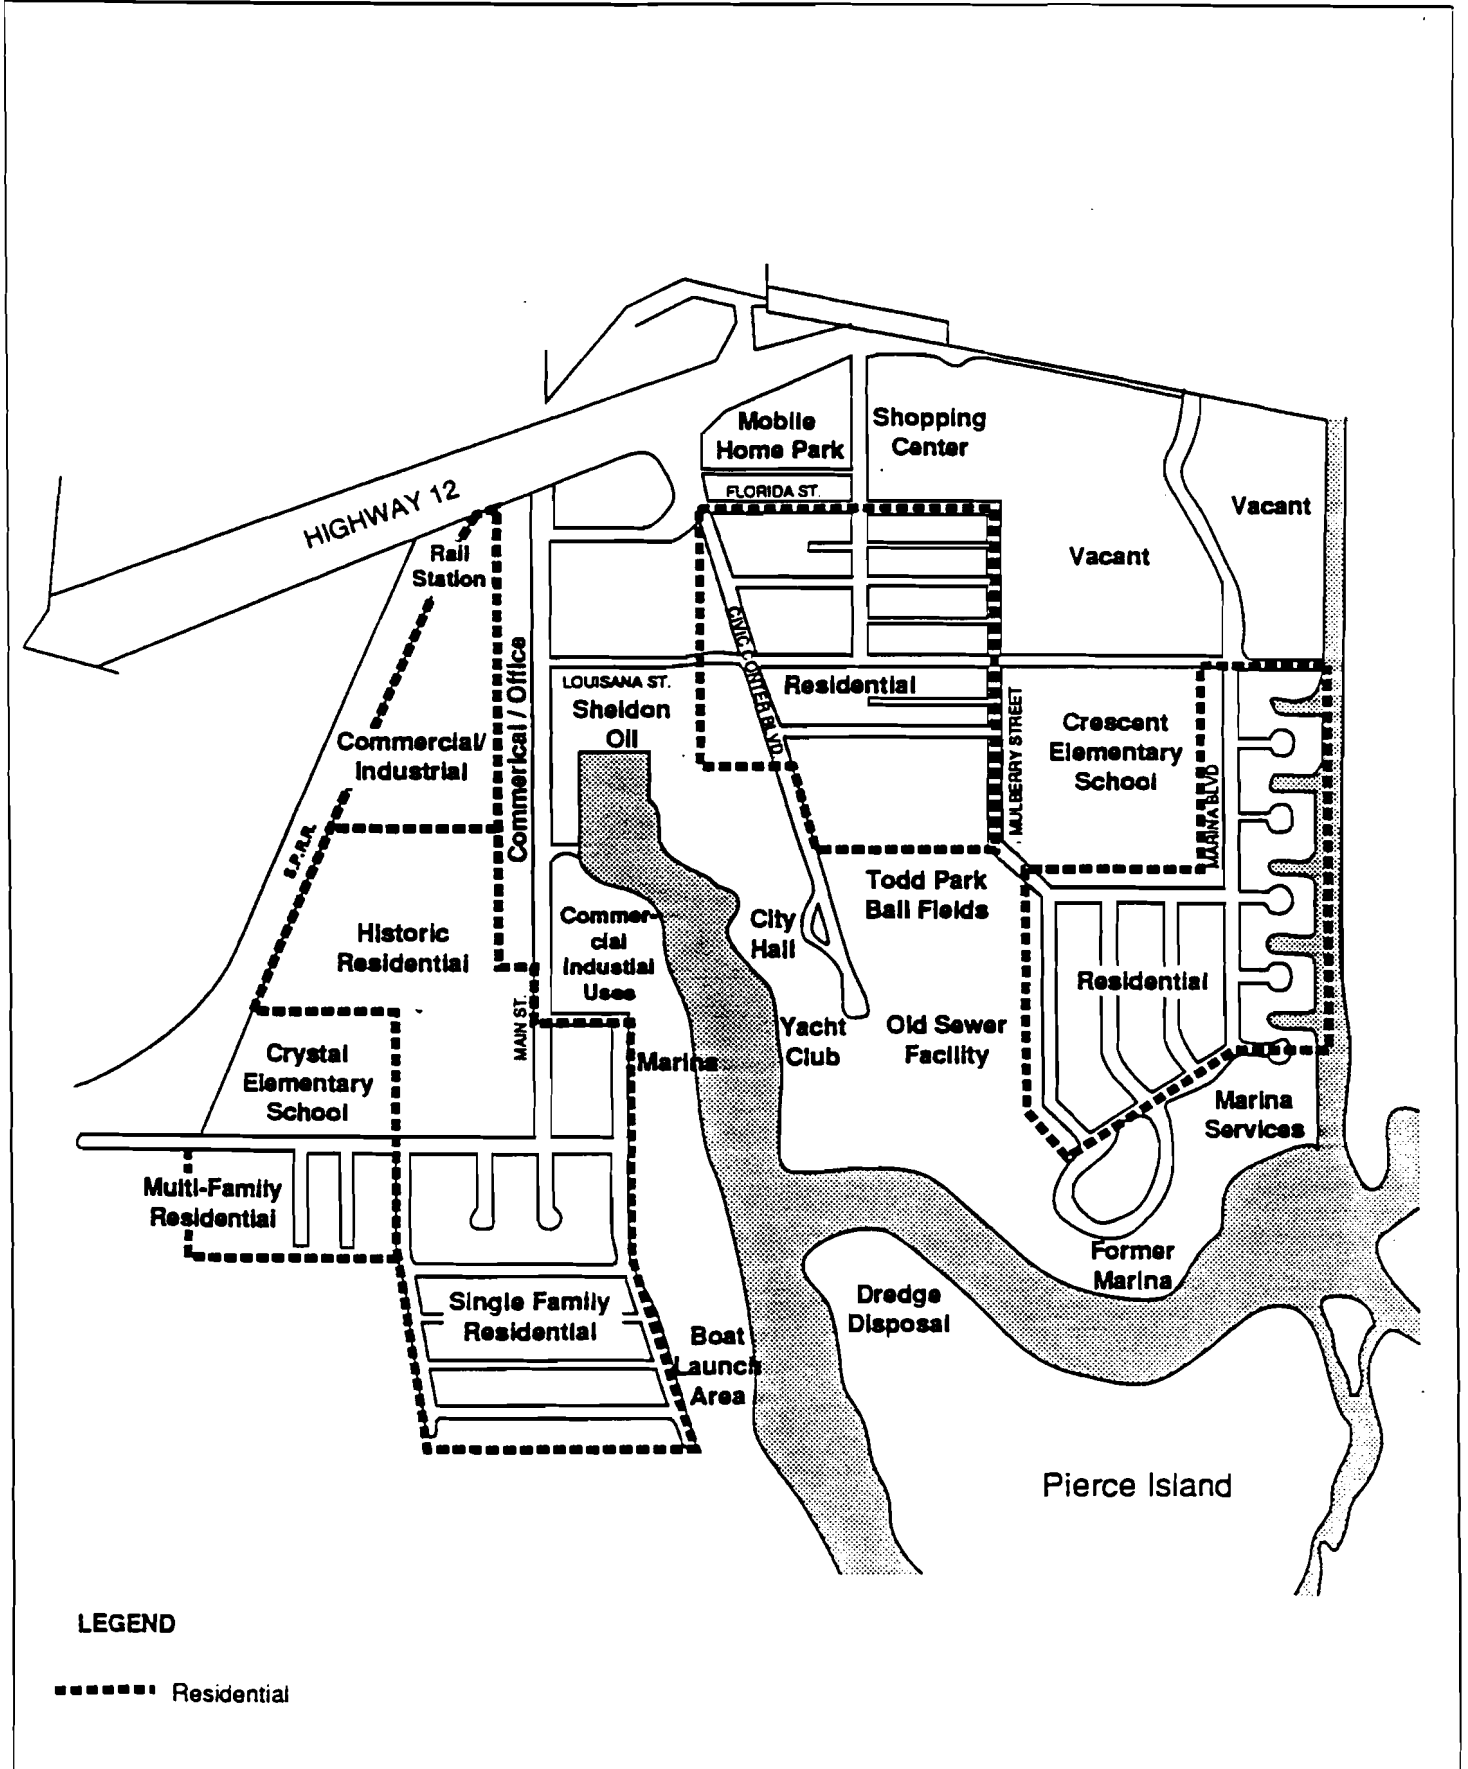 Mobile
Home Park
Shopping
Center
FLORIDA ST.
HIGHWAY 12
Vacant
Rail
Station
Vacant
CIVIC CONTER BLVD
Commerical / Office
LOUISANA ST.
Residential
Sheldon
Oil
MULBERRY STREET
Crescent
Elementary
School
MARINA BLVD
Commercial/
Industrial
S.P.R.R.
Todd Park
Ball Fields
Historic
Residential
Commer-
cial
Industial
Uses
City
Hall
Residential
MAIN ST.
Yacht
Club
Old Sewer
Facility
Crystal
Elementary
School
Marina
Marina
Services
Multi-Family
Residential
Former
Marina
Single Family
Residential
Dredge
Disposal
Boat
Launch
Area
Pierce Island
LEGEND
Residential